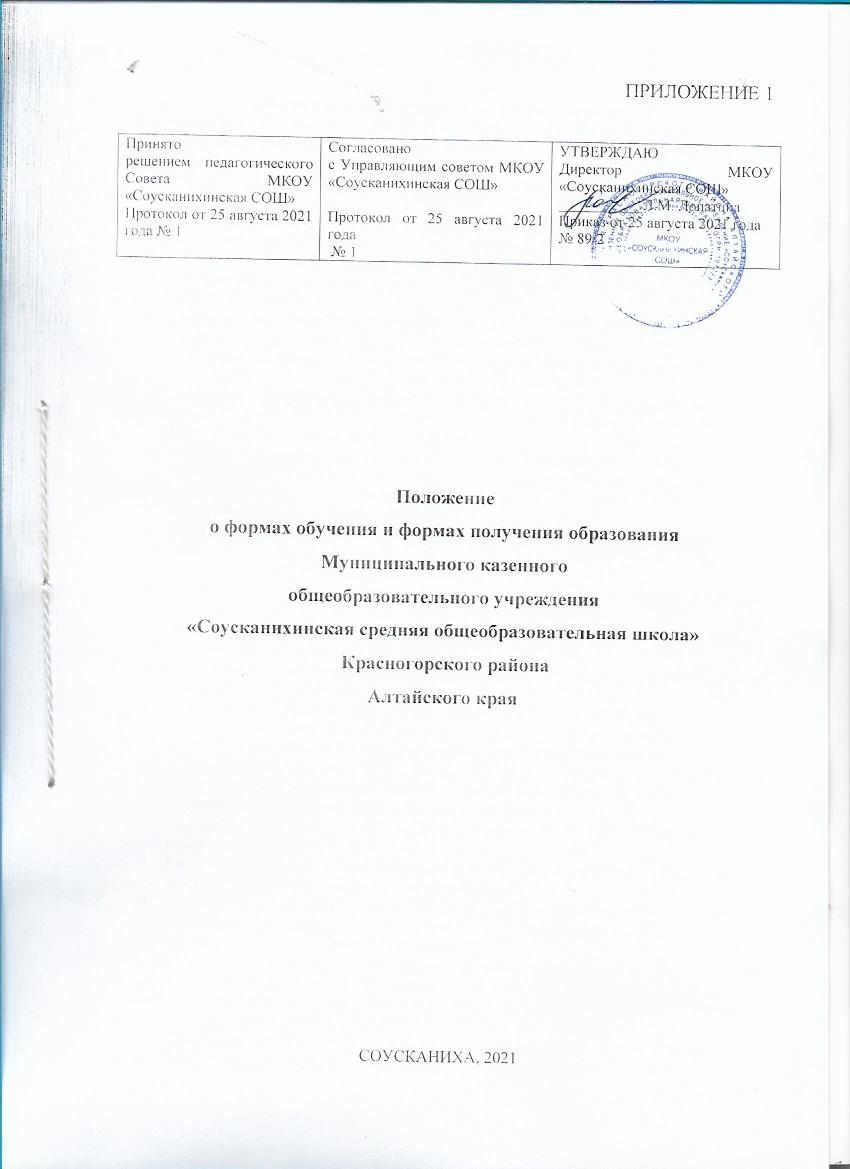 ПРИЛОЖЕНИЕ 1
Принято
решением педагогического
Совета МКОУ
«Соусканихинская СОШ»
Протокол от 25 августа 2021
года № 1
Согласовано
с Управляющим советом МКОУ
«Соусканихинская СОШ»
Протокол от 25 августа 2021
года
№ 1
УТВЕРЖДАЮ
Директор МКОУ
«Соусканихинская СОШ»
Приказ от 25 августа 2021 года
№ 89/2
МКОУ
«СОУСКАНИХИНСКАЯ
СОШ»
Положение
о формах обучения и формах получения образования
Муниципального казенного
общеобразовательного учреждения
«Соусканихинская средняя общеобразовательная школа»
Красногорского района
Алтайского края
СОУСКАНИХА, 2021